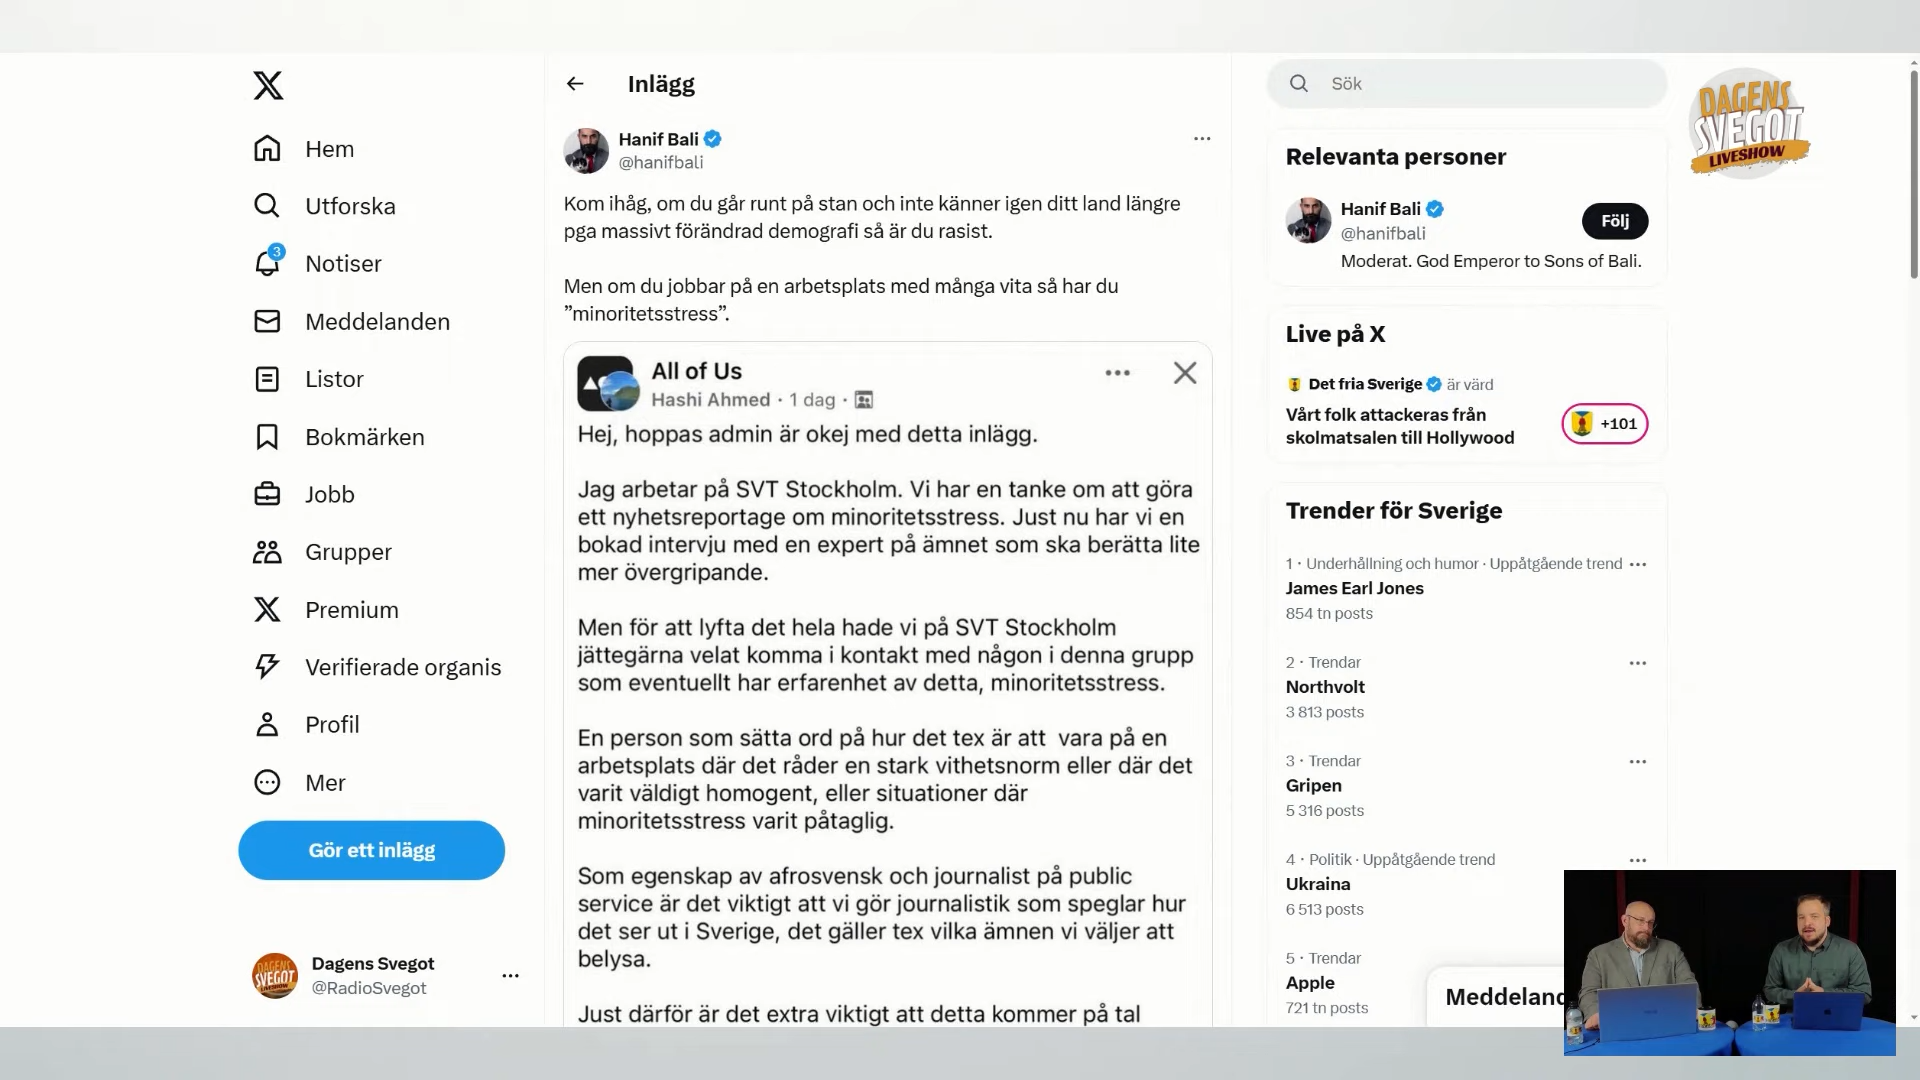 Hem
Utforska
3
Notiser
Meddelanden
Listor
Bokmärken
Jobb
Grupper
Premium
Verifierade organis
Profil
Mer
Gör ett inlägg
Dagens Svegot
@RadioSvegot
Inlägg
Hanif Bali
@hanifbali
Kom ihåg, om du går runt på stan och inte känner igen ditt land längre
pga massivt förändrad demografi så är du rasist.
Men om du jobbar på en arbetsplats med många vita så har du
”minoritetsstress”.
All of Us
Hashi Ahmed · 1 dag ·
Hej, hoppas admin är okej med detta inlägg.
Jag arbetar på SVT Stockholm. Vi har en tanke om att göra
ett nyhetsreportage om minoritetsstress. Just nu har vi en
bokad intervju med en expert på ämnet som ska berätta lite
mer övergripande.
Men för att lyfta det hela hade vi på SVT Stockholm
jättegärna velat komma i kontakt med någon i denna grupp
som eventuellt har erfarenhet av detta, minoritetsstress.
En person som sätta ord på hur det tex är att  vara på en
arbetsplats där det råder en stark vithetsnorm eller där det
varit väldigt homogent, eller situationer där
minoritetsstress varit påtaglig.
Som egenskap av afrosvensk och journalist på public
service är det viktigt att vi gör journalistik som speglar hur
det ser ut i Sverige, det gäller tex vilka ämnen vi väljer att
belysa.
Just därför är det extra viktigt att detta kommer på tal
Sök
DAGENS
SVEGOT
LIVESHOW
Relevanta personer
Hanif Bali
@hanifbali
Följ
Moderat. God Emperor to Sons of Bali.
Live på X
Det fria Sverige är värd
Vårt folk attackeras från
skolmatsalen till Hollywood
+101
Trender för Sverige
1 · Underhållning och humor · Uppåtgående trend
James Earl Jones
854 tn posts
2 · Trendar
Northvolt
3 813 posts
3 · Trendar
Gripen
5 316 posts
4 · Politik · Uppåtgående trend
Ukraina
6 513 posts
5 · Trendar
Apple
721 tn posts
Meddeland